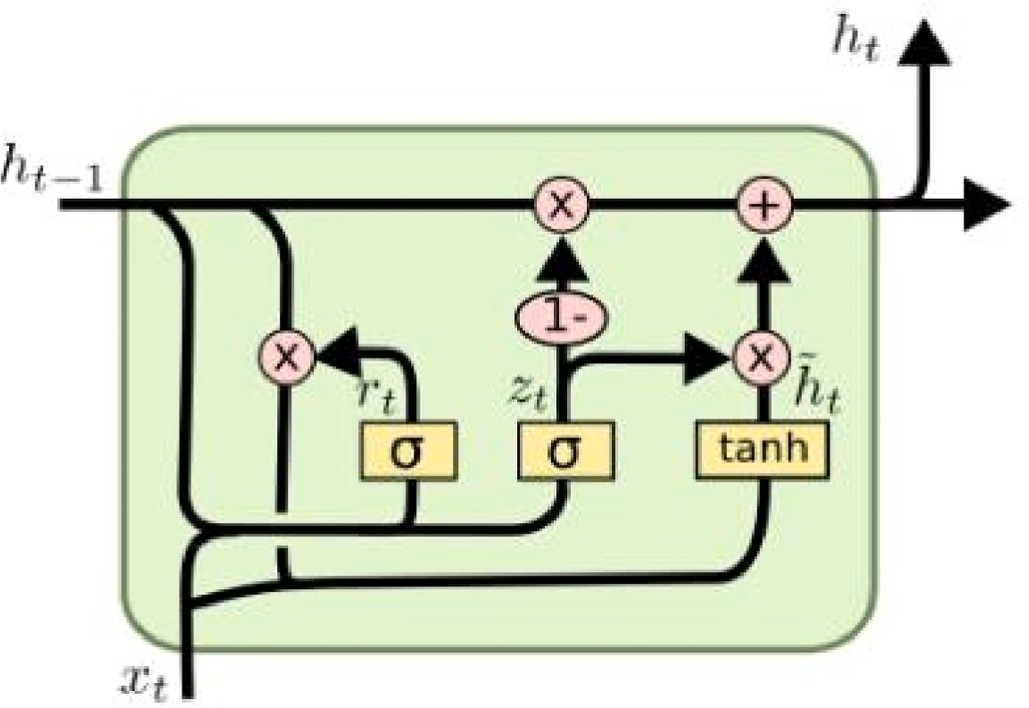 h_t
h_{t-1}
x +
1-
x x
r_t z_t h̃_t
σ σ tanh
x_t